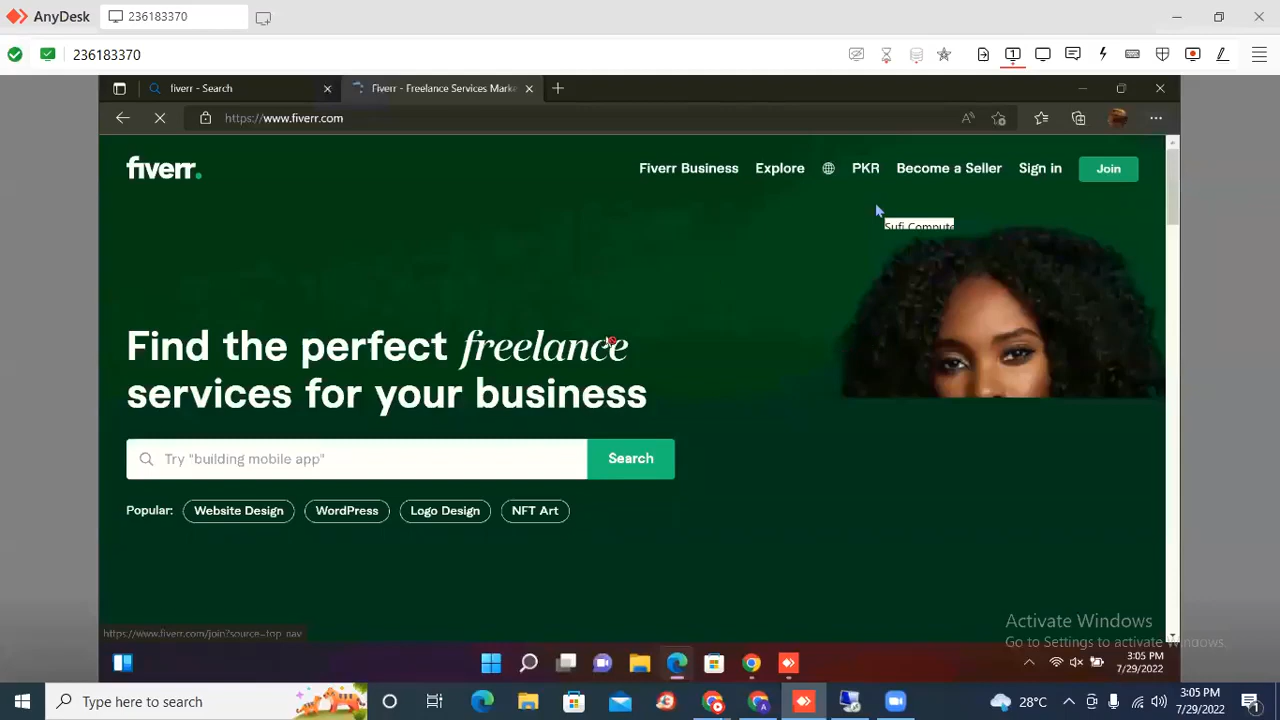 AnyDesk
236183370
236183370
fiverr - Search
Fiverr - Freelance Services Marke
https://www.fiverr.com
fiverr.
Fiverr Business
Explore
PKR
Become a Seller
Sign in
Join
Sufi Compute
Find the perfect freelance
services for your business
Try "building mobile app"
Search
Popular:
Website Design
WordPress
Logo Design
NFT Art
https://www.fiverr.com/join?source=top_nav
Activate Windows
Go to Settings to activate Windows.
3:05 PM
7/29/2022
Type here to search
28°C
3:05 PM
7/29/2022